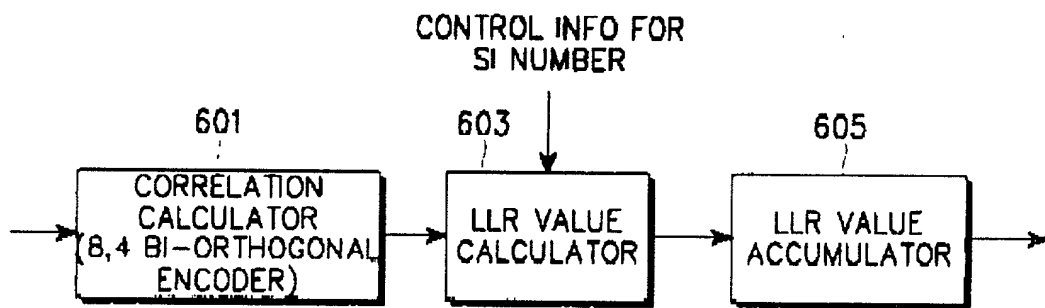 CONTROL INFO FOR
SI NUMBER
601
603
605
CORRELATION
CALCULATOR
(8,4 BI-ORTHOGONAL
ENCODER)
LLR VALUE
CALCULATOR
LLR VALUE
ACCUMULATOR